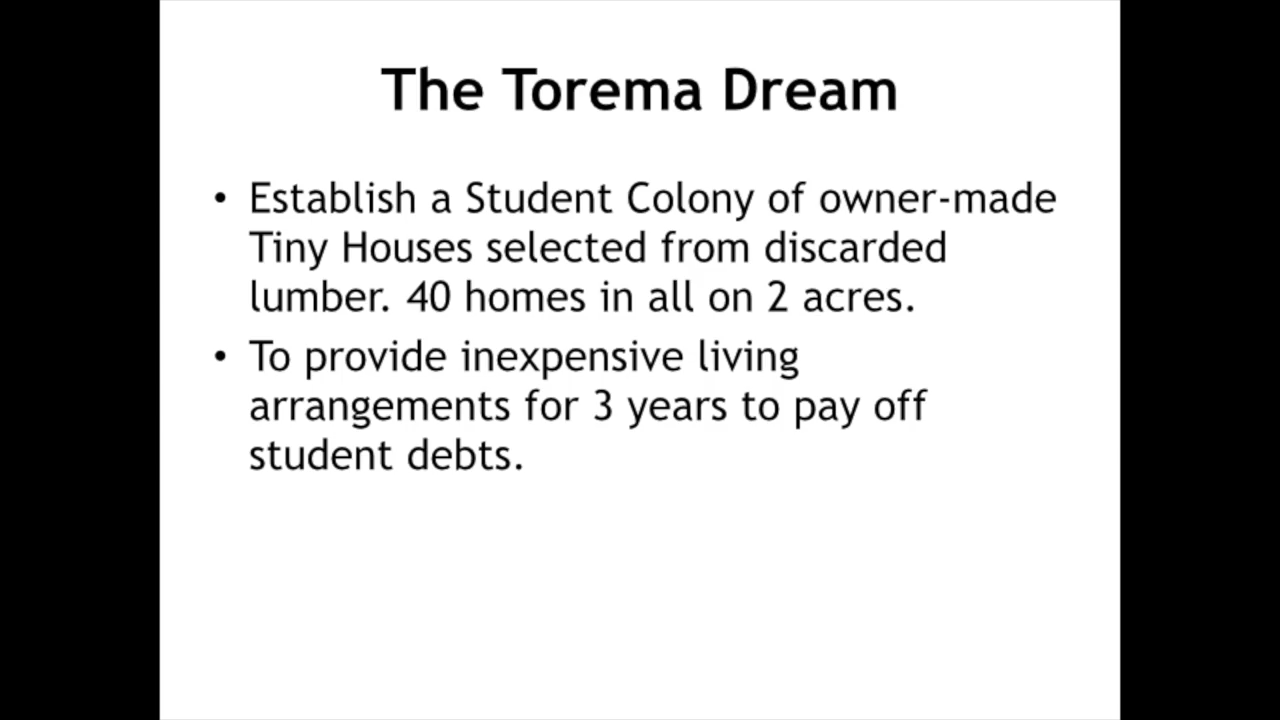 The Torema Dream
• Establish a Student Colony of owner-made
Tiny Houses selected from discarded
lumber. 40 homes in all on 2 acres.
• To provide inexpensive living
arrangements for 3 years to pay off
student debts.